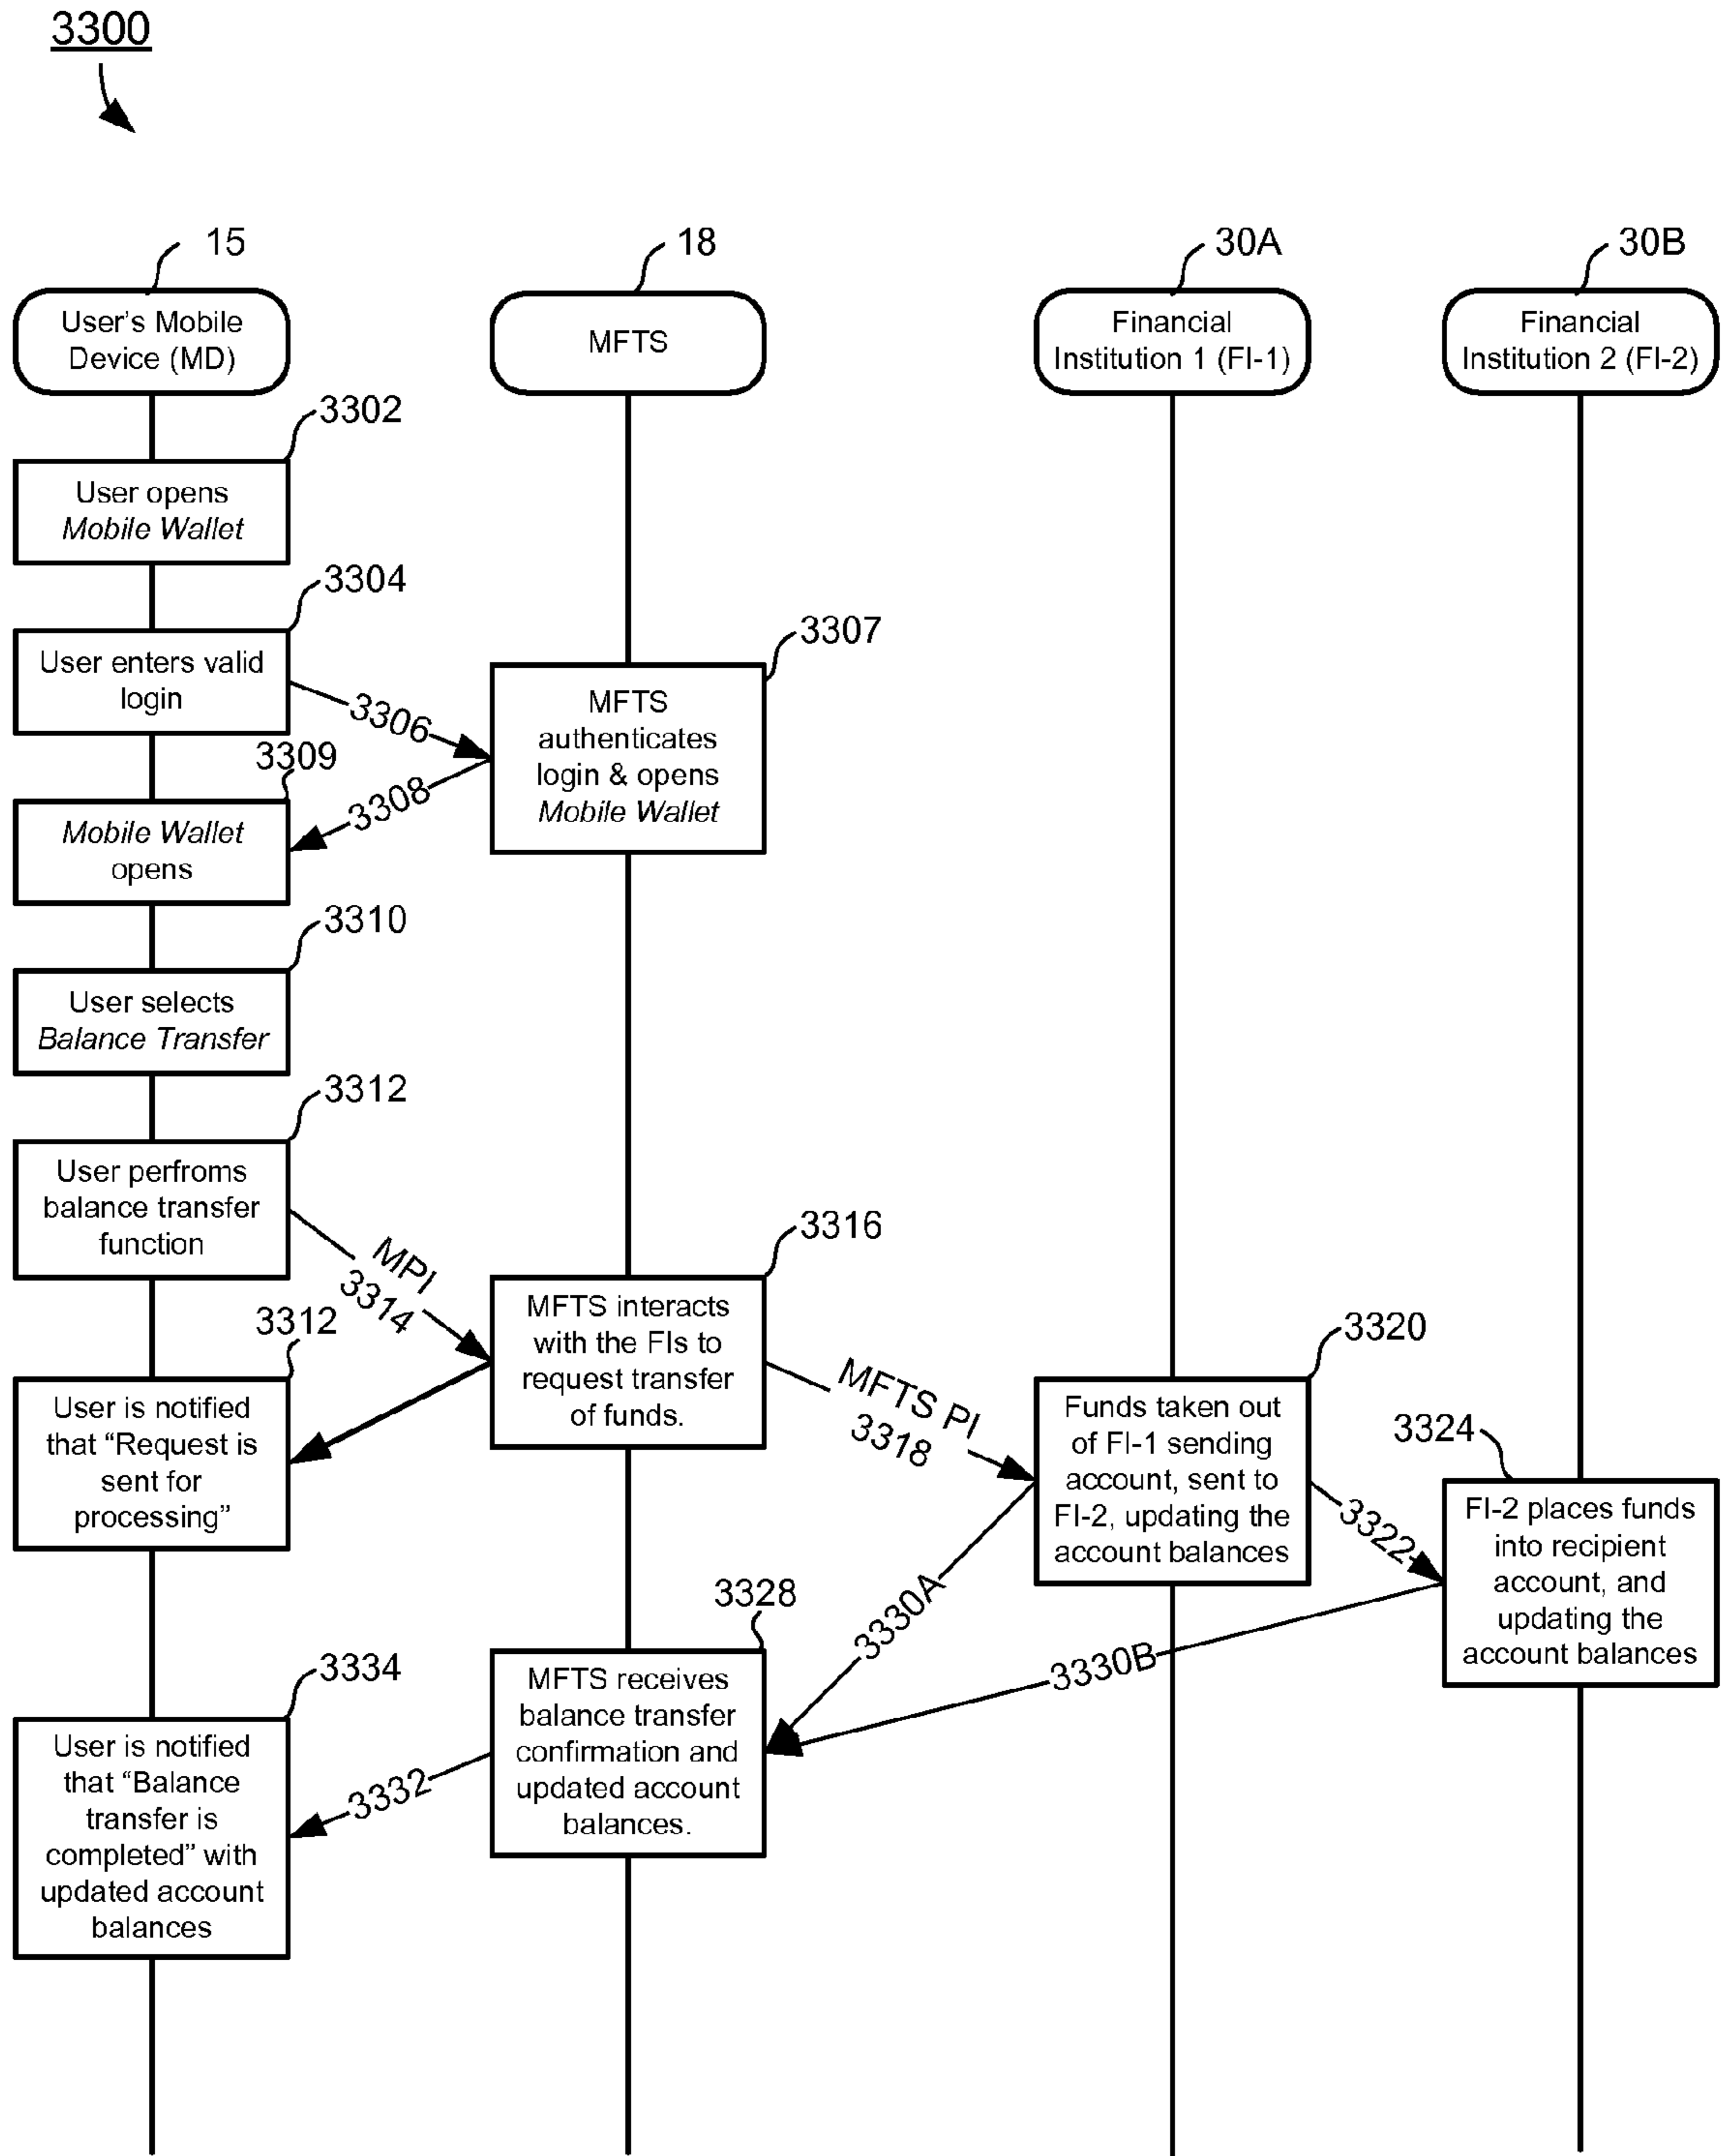 3300
15
18
30A
30B
User's Mobile
Device (MD)
MFTS
Financial
Institution 1 (FI-1)
Financial
Institution 2 (FI-2)
3302
User opens
Mobile Wallet
3304
User enters valid
login
3306
3307
MFTS
authenticates
login & opens
Mobile Wallet
3308
3309
Mobile Wallet
opens
3310
User selects
Balance Transfer
3312
User perfroms
balance transfer
function
MPI
3314
3316
MFTS interacts
with the FIs to
request transfer
of funds.
3312
User is notified
that “Request is
sent for
processing”
MFTS PI
3318
3320
Funds taken out
of FI-1 sending
account, sent to
FI-2, updating the
account balances
3322
3324
FI-2 places funds
into recipient
account, and
updating the
account balances
3330A
3330B
3328
MFTS receives
balance transfer
confirmation and
updated account
balances.
3332
3334
User is notified
that “Balance
transfer is
completed” with
updated account
balances